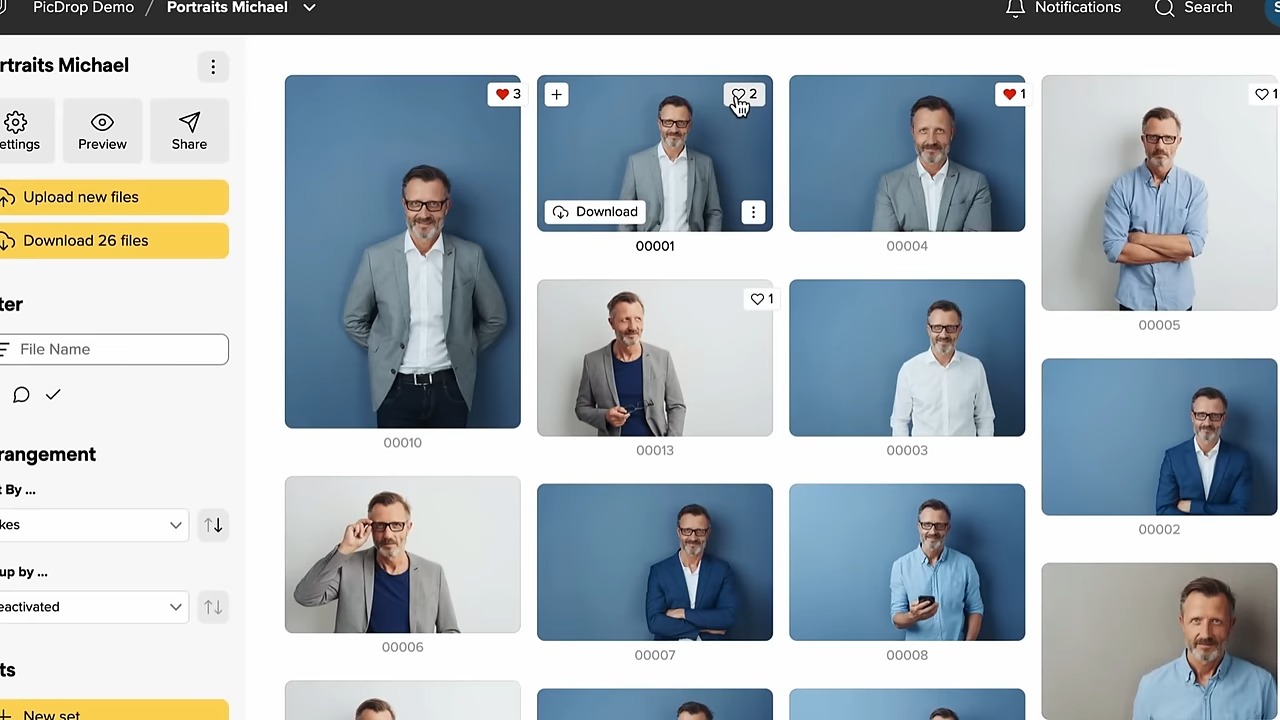 PicDrop Demo / Portraits Michael
Notifications
Search
rtraits Michael
ettings
Preview
Share
Upload new files
Download 26 files
ter
File Name
rangement
t By ...
kes
up by ...
eactivated
ts
New set
3
00010
2
Download
00001
1
00004
1
00005
1
00013
00003
00002
00006
00007
00008